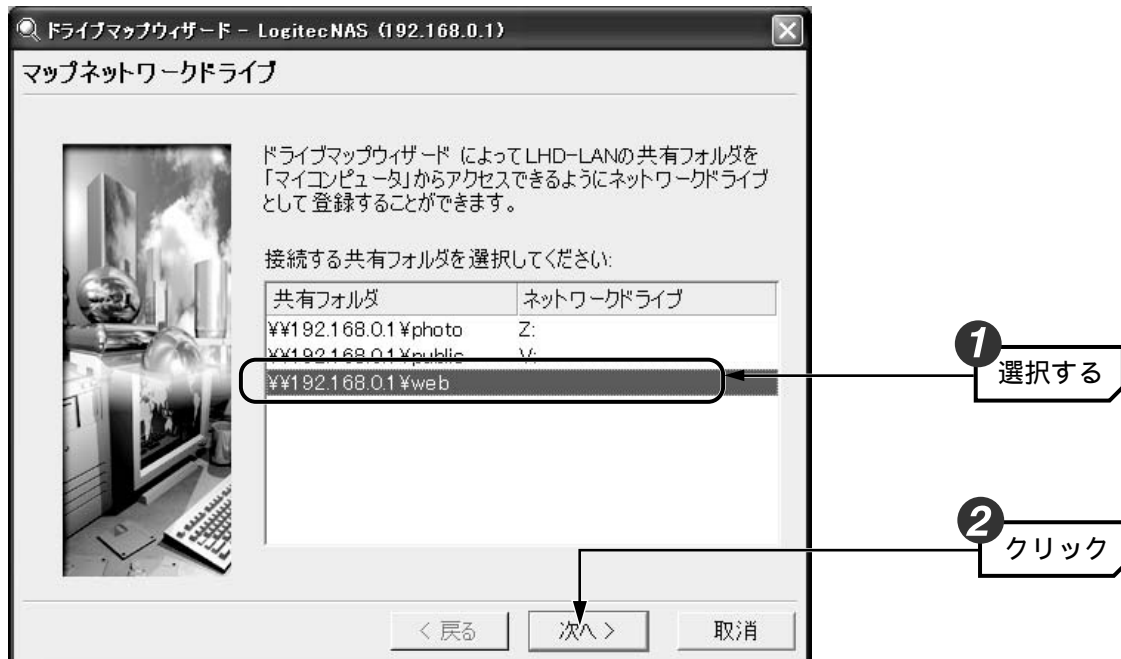 ドライブマップウィザード - LogitecNAS (192.168.0.1)
マップネットワークドライブ
ドライブマップウィザード によってLHD-LANの共有フォルダを
「マイコンピュータ」からアクセスできるようにネットワークドライブ
として登録することができます。
接続する共有フォルダを選択してください:
共有フォルダ ネットワークドライブ
¥¥192.168.0.1¥photo Z:
¥¥192.168.0.1¥public Y:
¥¥192.168.0.1¥web
1 選択する
2 クリック
< 戻る 次へ > 取消